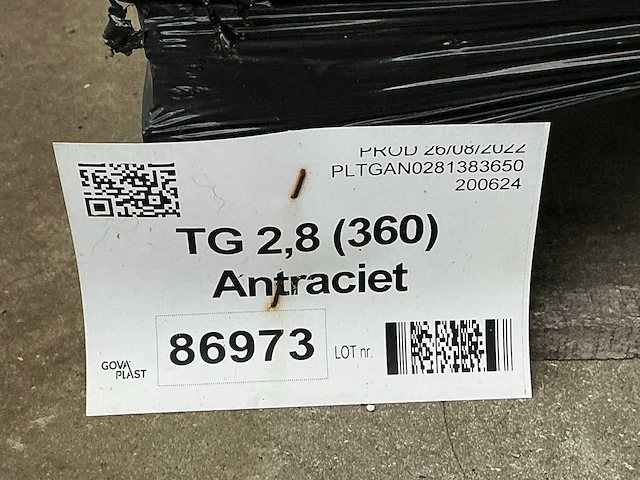 PROD 26/08/2022
PLTGAN0281383650
200624
TG 2,8 (360)
Antraciet
86973
LOT nr.
GOVA
PLAST